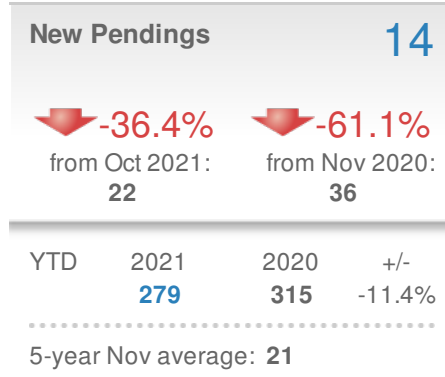 New Pendings 14
-36.4% -61.1%
from Oct 2021: from Nov 2020:
22 36
YTD 2021 2020 +/-
279 315 -11.4%
5-year Nov average: 21